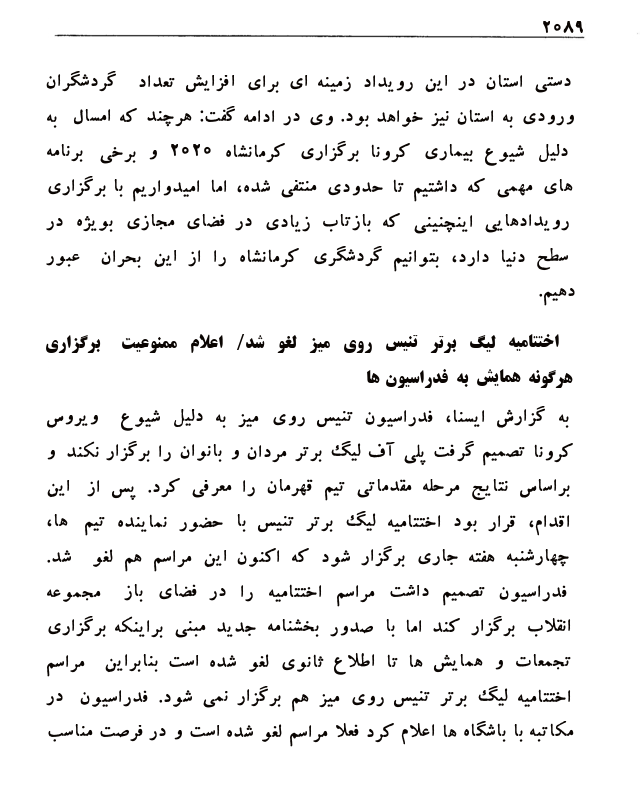 ۲۰۸۹
دستی استان در این رویداد زمینه ای برای افزایش تعداد گردشگران
ورودی به استان نیز خواهد بود. وی در ادامه گفت: هرچند که امسال به
دلیل شیوع بیماری کرونا برگزاری کرمانشاه ۲۰۲۰ و برخی برنامه
های مهمی که داشتیم تا حدودی منتفی شده، اما امیدواریم با برگزاری
رویدادهایی اینچنینی که بازتاب زیادی در فضای مجازی بویژه در
سطح دنیا دارد، بتوانیم گردشگری کرمانشاه را از این بحران عبور
دهیم.
اختتامیه لیگ برتر تنیس روی میز لغو شد/ اعلام ممنوعیت برگزاری
هرگونه همایش به فدراسیون ها
به گزارش ایسنا، فدراسیون تنیس روی میز به دلیل شیوع ویروس
کرونا تصمیم گرفت پلی آف لیگ برتر مردان و بانوان را برگزار نکند و
براساس نتایج مرحله مقدماتی تیم قهرمان را معرفی کرد. پس از این
اقدام، قرار بود اختتامیه لیگ برتر تنیس با حضور نماینده تیم ها،
چهارشنبه هفته جاری برگزار شود که اکنون این مراسم هم لغو شد.
فدراسیون تصمیم داشت مراسم اختتامیه را در فضای باز مجموعه
انقلاب برگزار کند اما با صدور بخشنامه جدید مبنی براینکه برگزاری
تجمعات و همایش ها تا اطلاع ثانوی لغو شده است بنابراین مراسم
اختتامیه لیگ برتر تنیس روی میز هم برگزار نمی شود. فدراسیون در
مکاتبه با باشگاه ها اعلام کرد فعلا مراسم لغو شده است و در فرصت مناسب